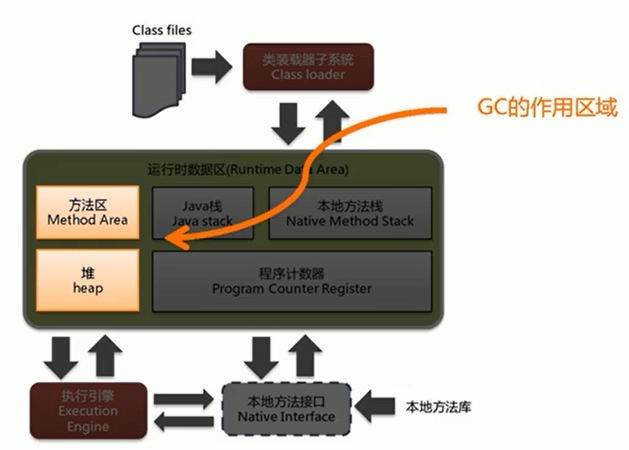 Class files
类装载器子系统
Class loader
GC的作用区域
运行时数据区(Runtime Data Area)
方法区
Method Area
Java栈
Java stack
本地方法栈
Native Method Stack
堆
heap
程序计数器
Program Counter Register
执行引擎
Execution
Engine
本地方法接口
Native Interface
本地方法库